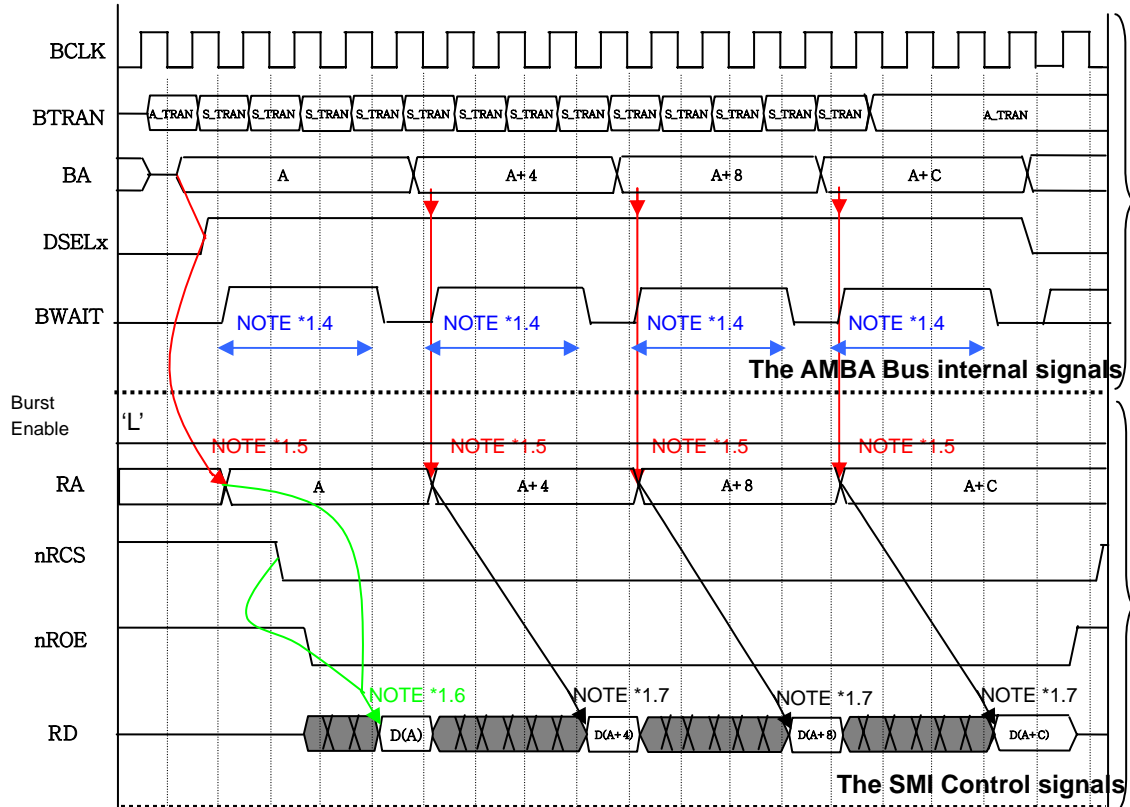 BCLK
BTRAN A_TRAN S_TRAN S_TRAN S_TRAN S_TRAN S_TRAN S_TRAN S_TRAN S_TRAN S_TRAN S_TRAN S_TRAN S_TRAN S_TRAN A_TRAN
BA A A+4 A+8 A+C
DSELx
BWAIT
NOTE *1.4 NOTE *1.4 NOTE *1.4 NOTE *1.4
The AMBA Bus internal signals
Burst
Enable
‘L’
NOTE *1.5 NOTE *1.5 NOTE *1.5 NOTE *1.5
RA A A+4 A+8 A+C
nRCS
nROE
NOTE *1.6 NOTE *1.7 NOTE *1.7 NOTE *1.7
RD D(A) D(A+4) D(A+8) D(A+C)
The SMI Control signals